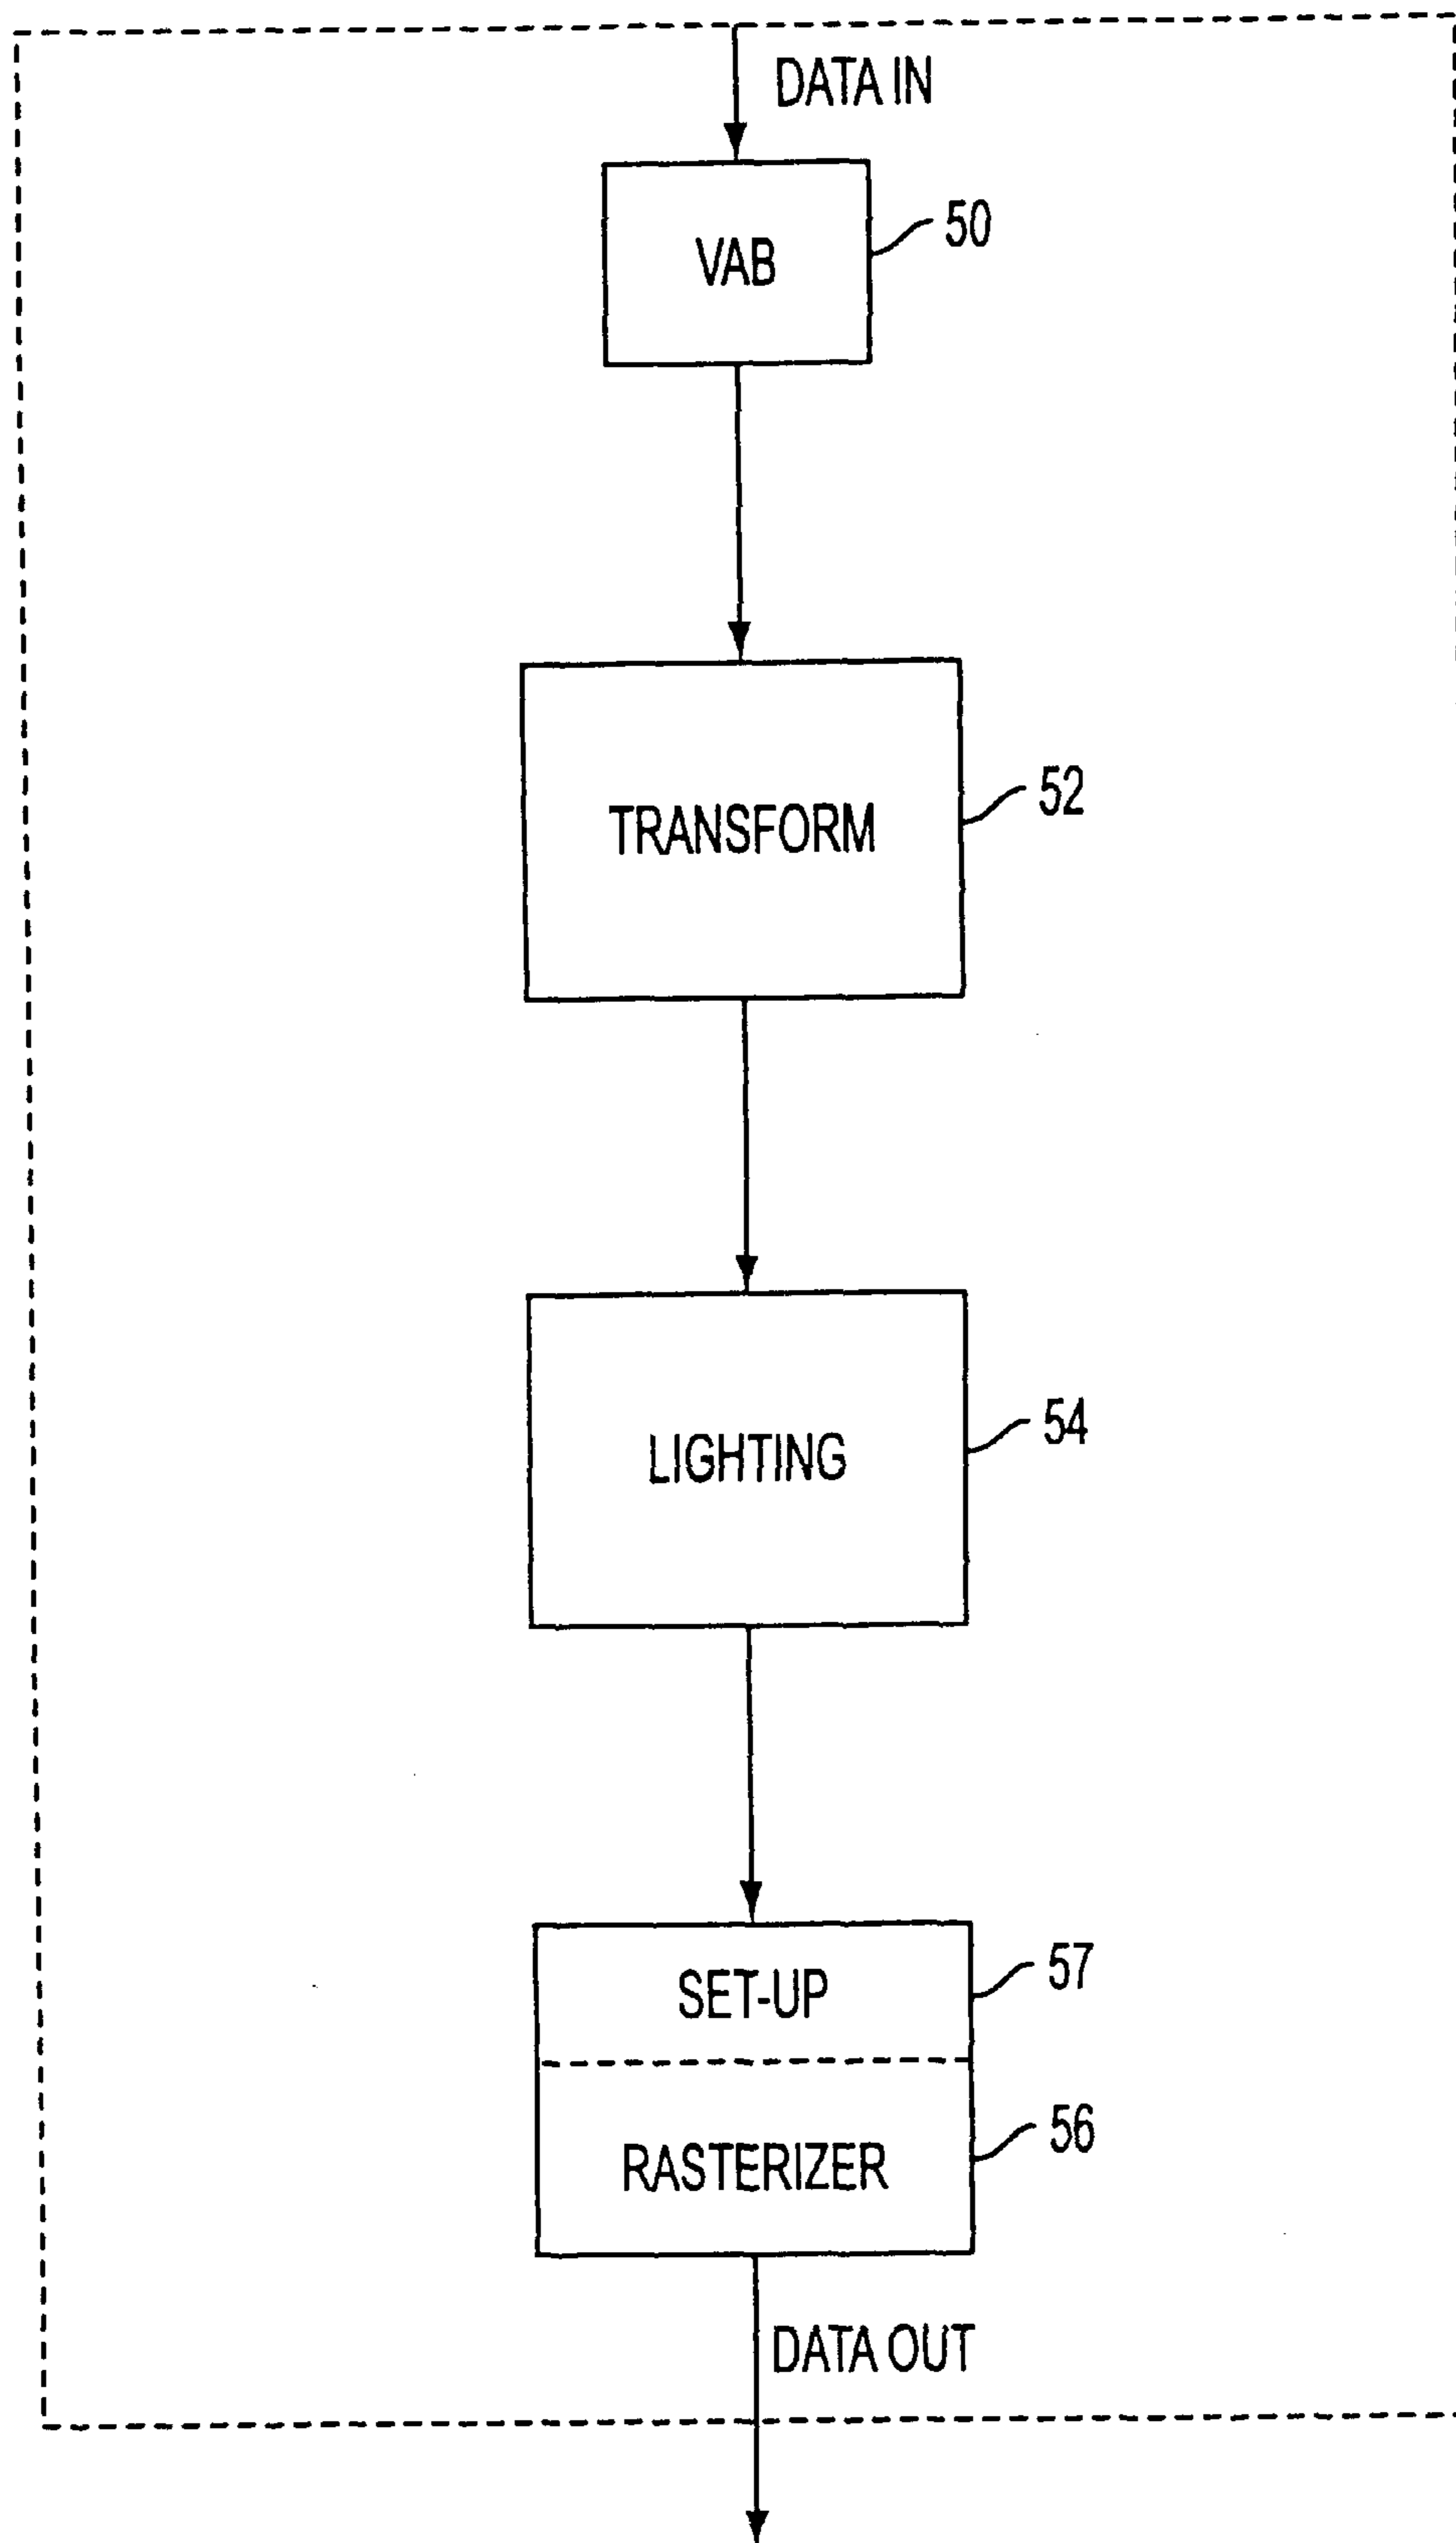 DATA IN
VAB
50
TRANSFORM
52
LIGHTING
54
SET-UP
57
RASTERIZER
56
DATA OUT